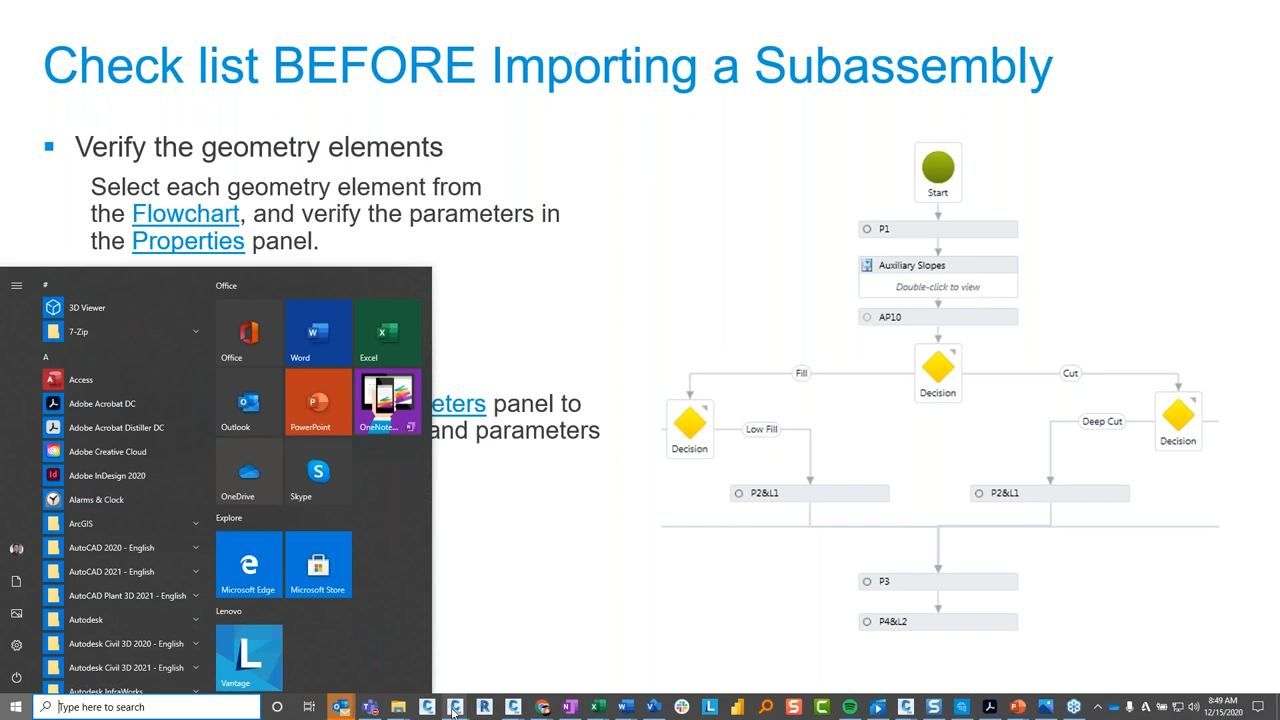 Check list BEFORE Importing a Subassembly
Verify the geometry elements
Select each geometry element from
the Flowchart, and verify the parameters in
the Properties panel.
eters panel to
and parameters
Start
P1
Auxiliary Slopes
Double-click to view
AP10
Fill
Decision
Cut
Decision
Low Fill
Deep Cut
Decision
P2&L1
P2&L1
P3
P4&L2
#
3D Viewer
7-Zip
A
Access
Adobe Acrobat DC
Adobe Acrobat Distiller DC
Adobe Creative Cloud
Adobe InDesign 2020
Alarms & Clock
ArcGIS
AutoCAD 2020 - English
AutoCAD 2021 - English
AutoCAD Plant 3D 2021 - English
Autodesk
Autodesk Civil 3D 2020 - English
Autodesk Civil 3D 2021 - English
Autodesk InfraWorks
Office
Office
Word
Excel
Outlook
PowerPoint
OneNote...
OneDrive
Skype
Explore
Microsoft Edge
Microsoft Store
Lenovo
L
Vantage
Type here to search
8:49 AM
12/15/2020